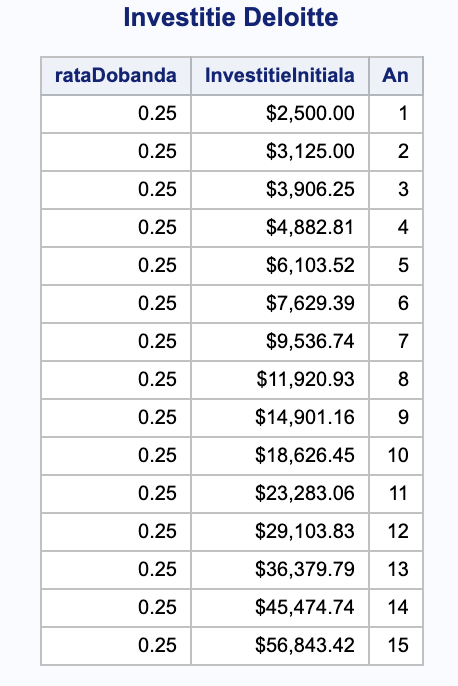 Investitie Deloitte
rataDobanda InvestitieInitiala An
0.25 $2,500.00 1
0.25 $3,125.00 2
0.25 $3,906.25 3
0.25 $4,882.81 4
0.25 $6,103.52 5
0.25 $7,629.39 6
0.25 $9,536.74 7
0.25 $11,920.93 8
0.25 $14,901.16 9
0.25 $18,626.45 10
0.25 $23,283.06 11
0.25 $29,103.83 12
0.25 $36,379.79 13
0.25 $45,474.74 14
0.25 $56,843.42 15